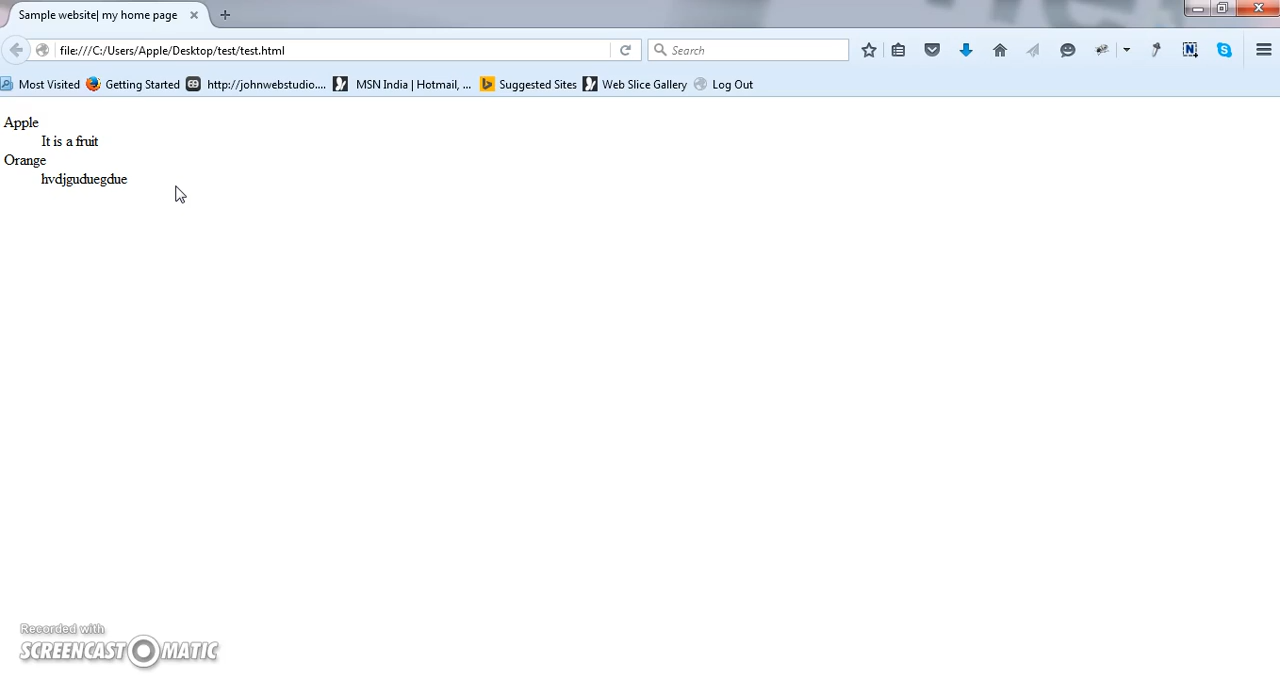 Sample website| my home page
file:///C:/Users/Apple/Desktop/test/test.html
Search
Most Visited Getting Started http://johnwebstudio.... MSN India | Hotmail, ... Suggested Sites Web Slice Gallery Log Out
Apple
It is a fruit
Orange
hvdjguduegdue
Recorded with
SCREENCAST MATIC